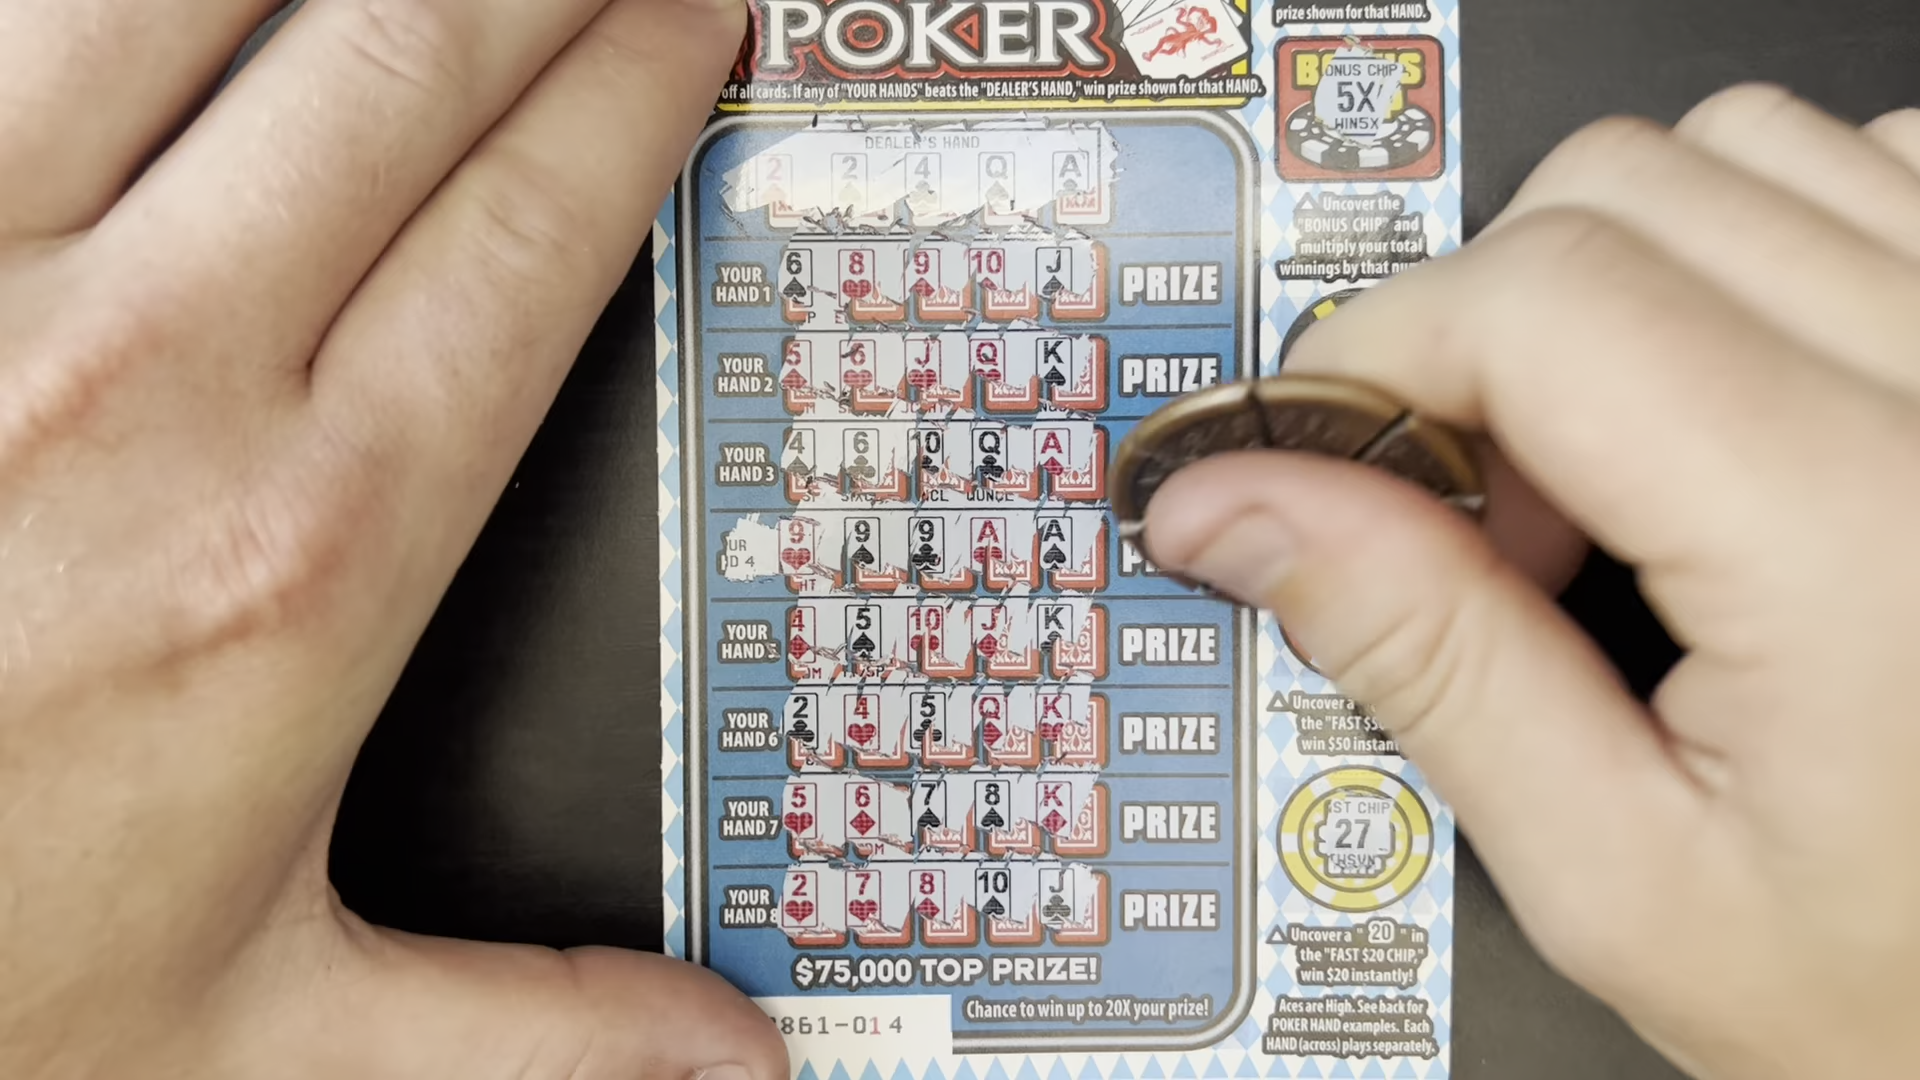 prize shown for that HAND.
POKER
off all cards. If any of "YOUR HANDS" beats the "DEALER'S HAND," win prize shown for that HAND.
BONUS CHIP
5X
WIN5X
DEALER'S HAND
2 2 4 Q A
Uncover the
"BONUS CHIP" and
multiply your total
winnings by that
YOUR
HAND 1
6 8 9 10 J
PRIZE
YOUR
HAND 2
5 6 J Q K
PRIZE
YOUR
HAND 3
4 6 10 Q A
9 9 9 A A
YOUR
HAND 5
4 5 10 J K
PRIZE
YOUR
HAND 6
2 4 5 Q K
PRIZE
Uncover a
the "FAST $50
win $50
YOUR
HAND 7
5 6 7 8 K
PRIZE
27
YOUR
HAND 8
2 7 8 10 J
PRIZE
Uncover a "20" in
the "FAST $20 CHIP,"
win $20 instantly!
$75,000 TOP PRIZE!
Chance to win up to 20X your prize!
861-014
Aces are High. See back for
POKER HAND examples. Each
HAND (across) plays separately.